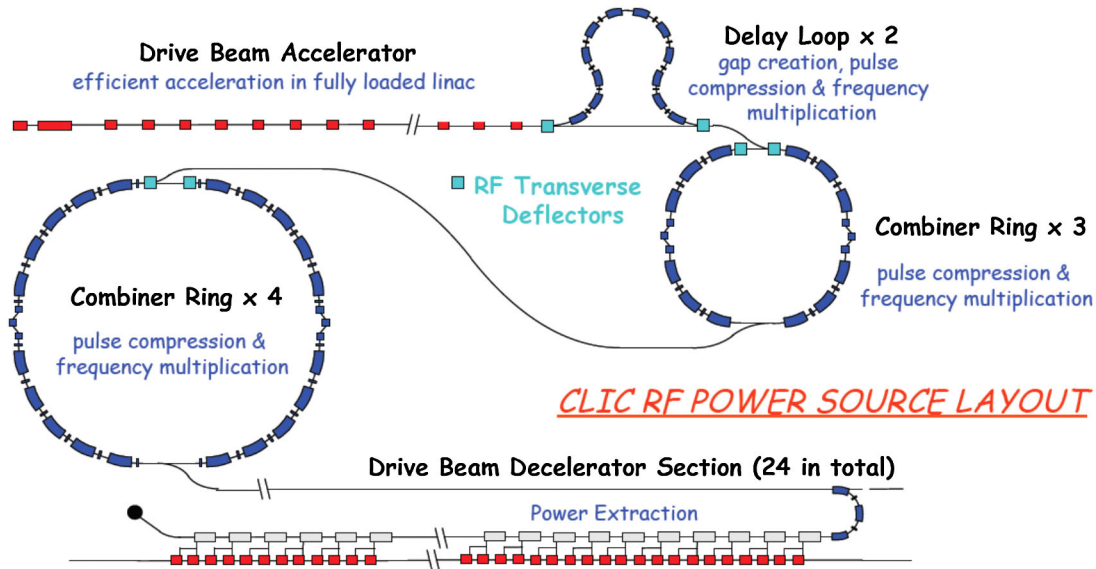 Drive Beam Accelerator
efficient acceleration in fully loaded linac
Delay Loop x 2
gap creation, pulse
compression & frequency
multiplication
RF Transverse
Deflectors
Combiner Ring x 3
pulse compression &
frequency multiplication
Combiner Ring x 4
pulse compression &
frequency multiplication
CLIC RF POWER SOURCE LAYOUT
Drive Beam Decelerator Section (24 in total)
Power Extraction